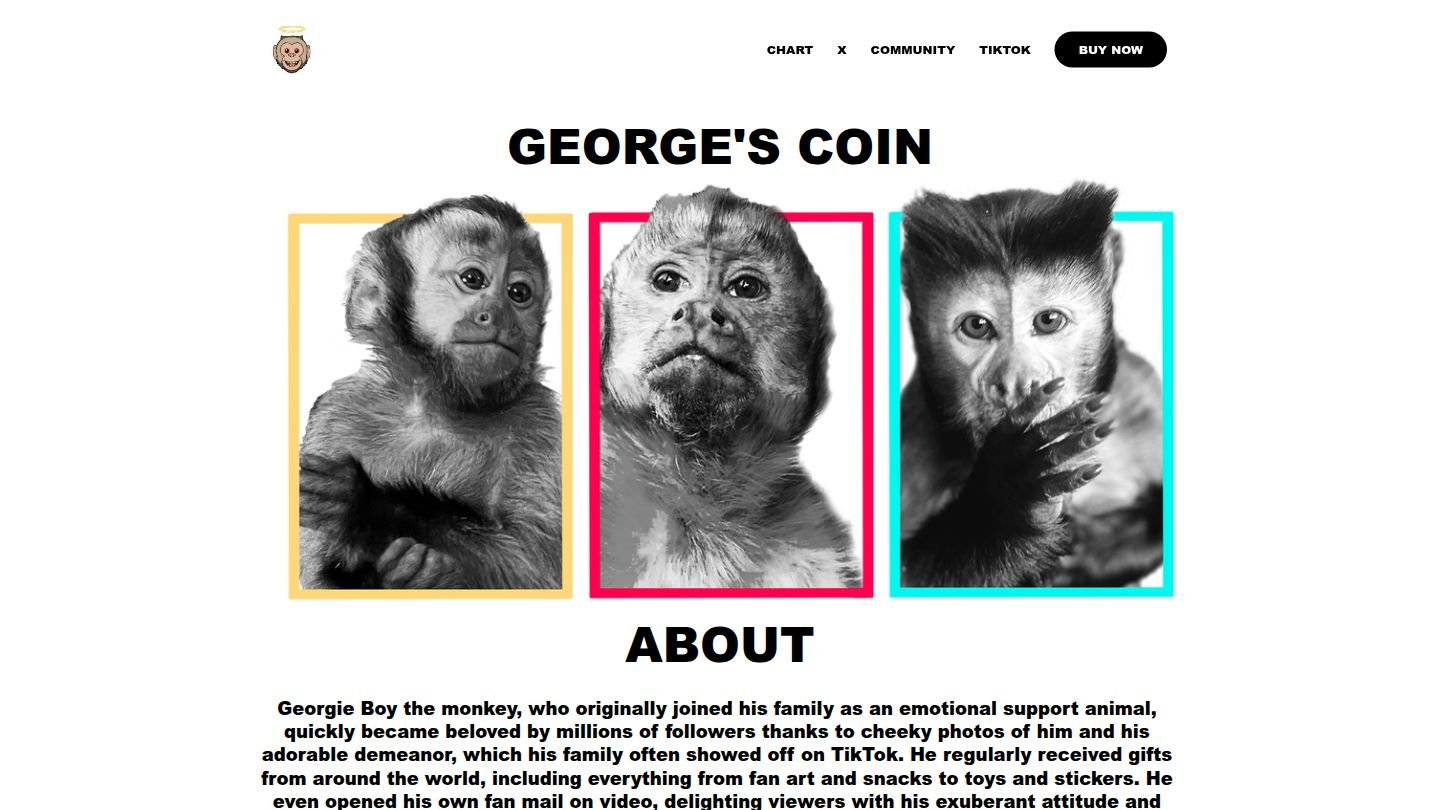 CHART X COMMUNITY TIKTOK BUY NOW
GEORGE'S COIN
ABOUT
Georgie Boy the monkey, who originally joined his family as an emotional support animal,
quickly became beloved by millions of followers thanks to cheeky photos of him and his
adorable demeanor, which his family often showed off on TikTok. He regularly received gifts
from around the world, including everything from fan art and snacks to toys and stickers. He
even opened his own fan mail on video, delighting viewers with his exuberant attitude and